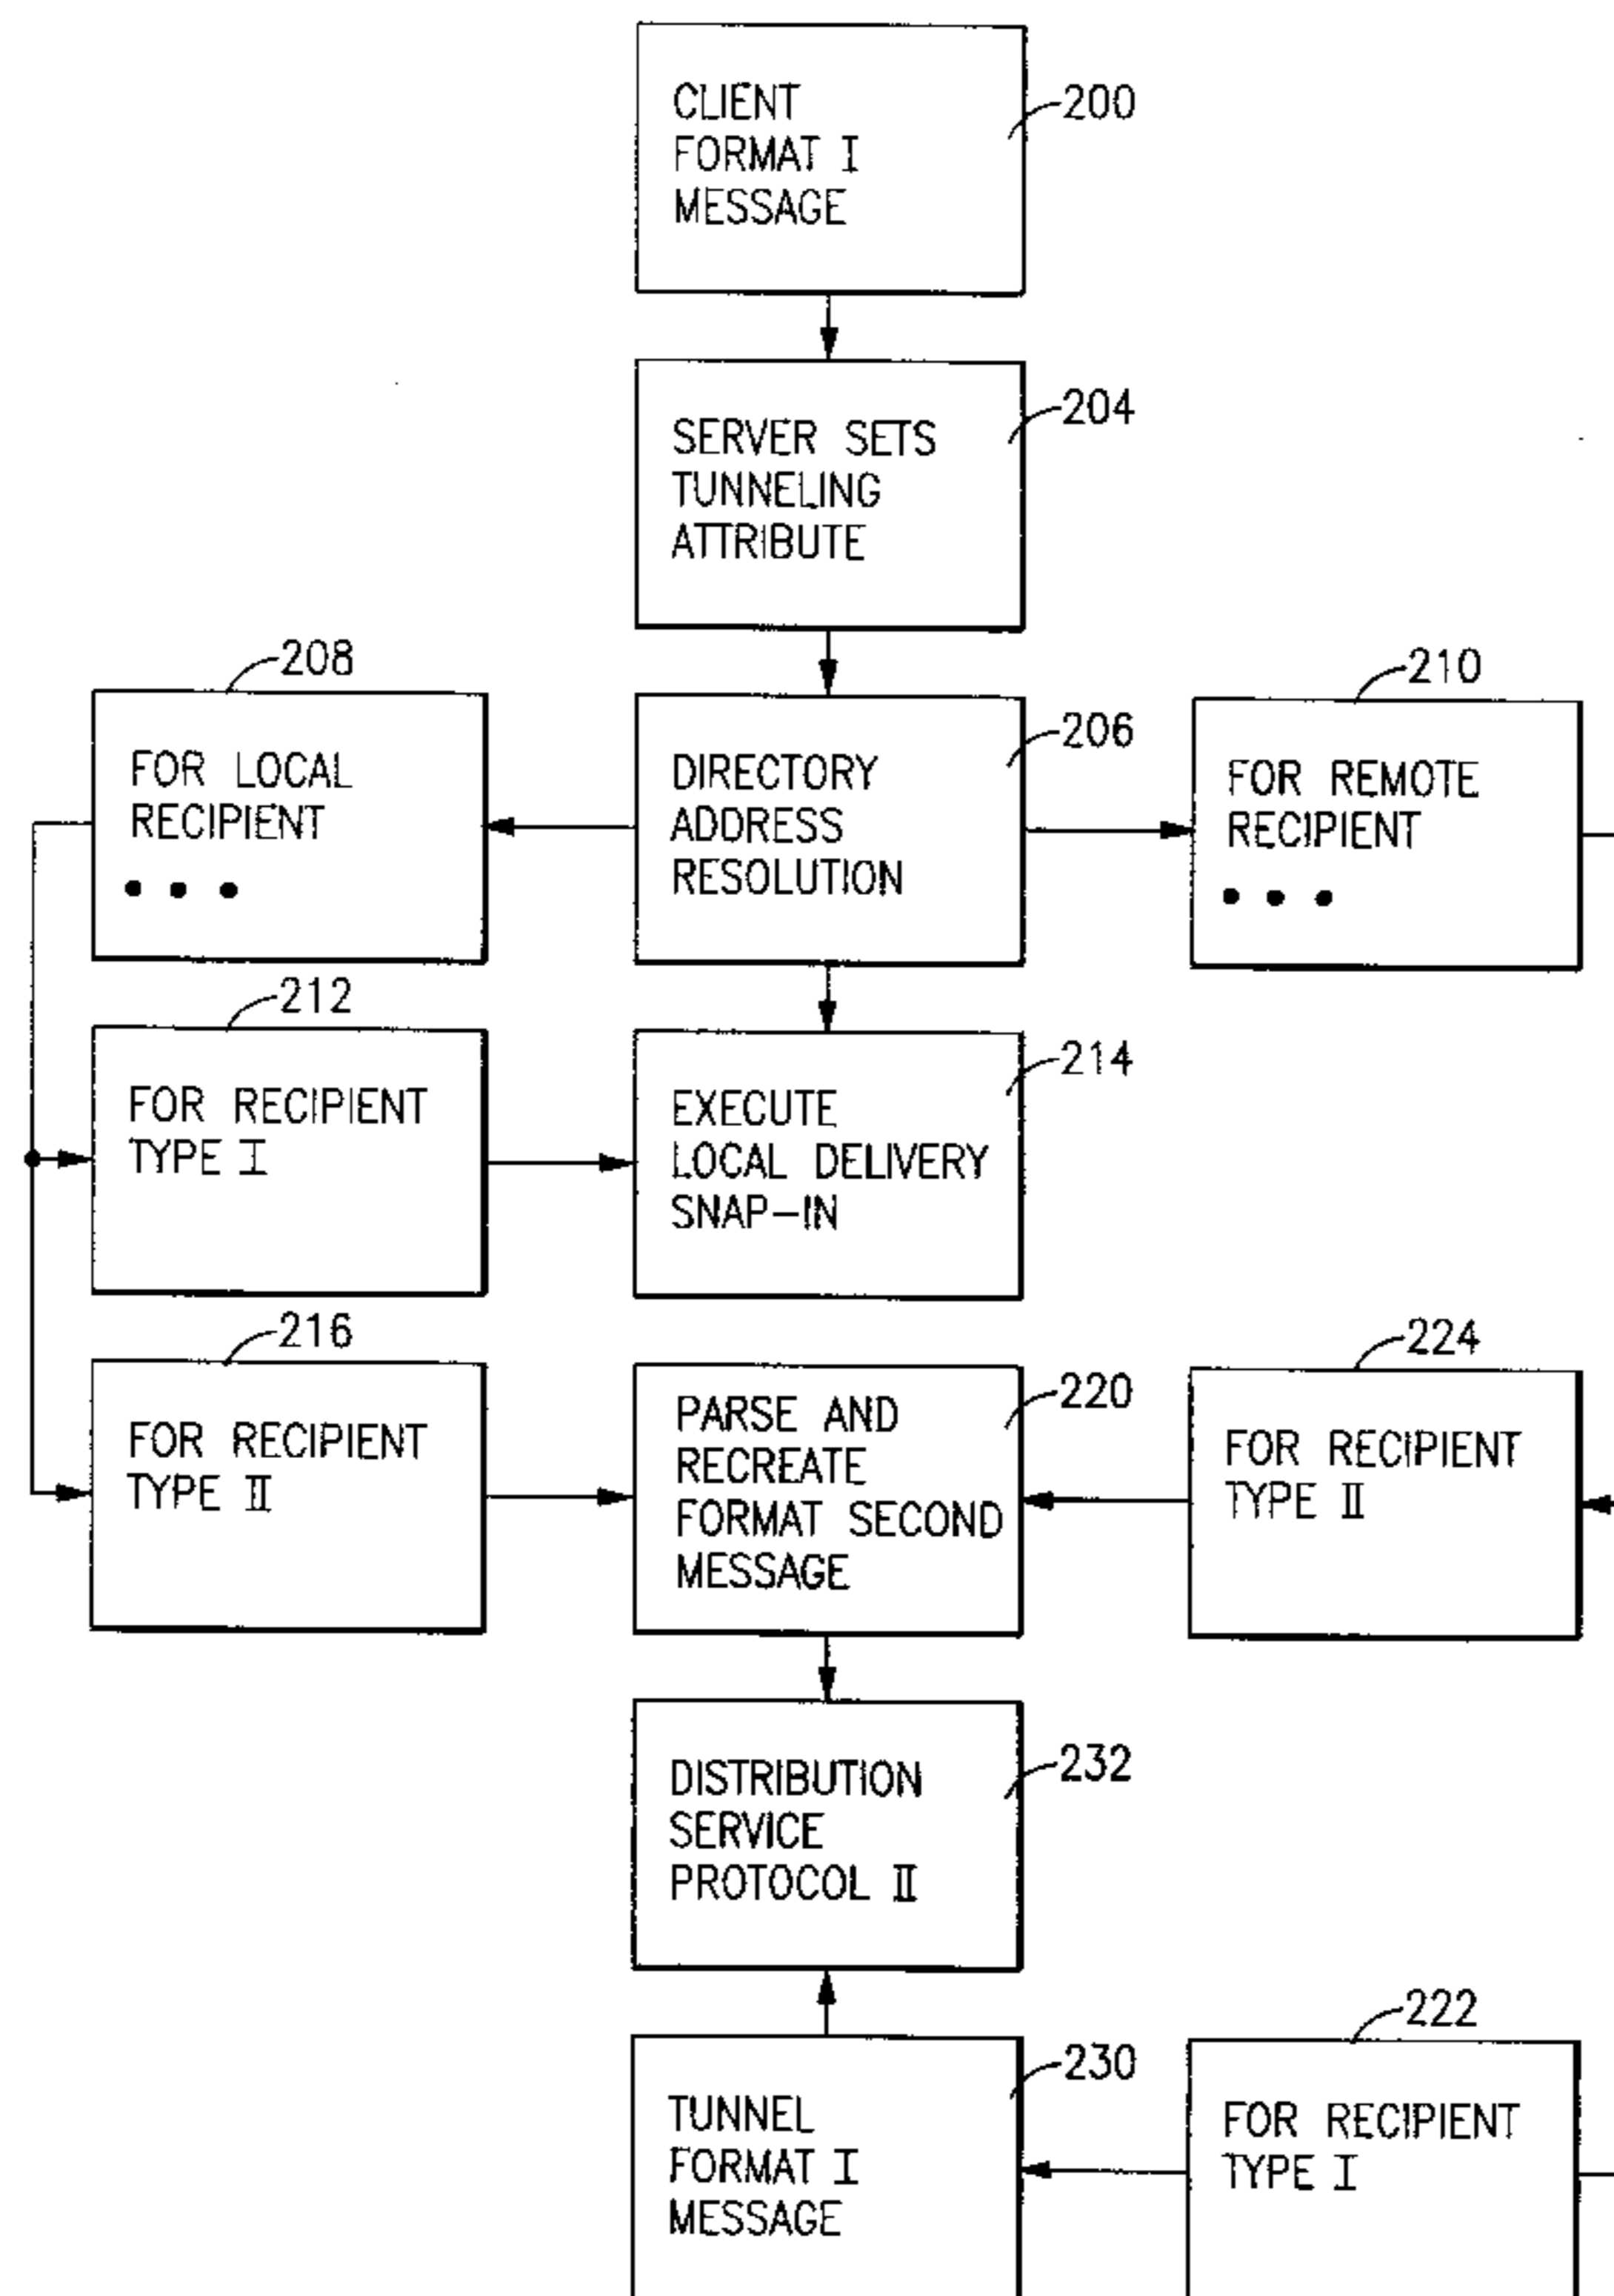 CLIENT
FORMAT I
MESSAGE
200
SERVER SETS
TUNNELING
ATTRIBUTE
204
208
FOR LOCAL
RECIPIENT
• • •
DIRECTORY
ADDRESS
RESOLUTION
206
210
FOR REMOTE
RECIPIENT
• • •
212
FOR RECIPIENT
TYPE I
EXECUTE
LOCAL DELIVERY
SNAP-IN
214
216
FOR RECIPIENT
TYPE II
PARSE AND
RECREATE
FORMAT SECOND
MESSAGE
220
224
FOR RECIPIENT
TYPE II
DISTRIBUTION
SERVICE
PROTOCOL II
232
TUNNEL
FORMAT I
MESSAGE
230
222
FOR RECIPIENT
TYPE I